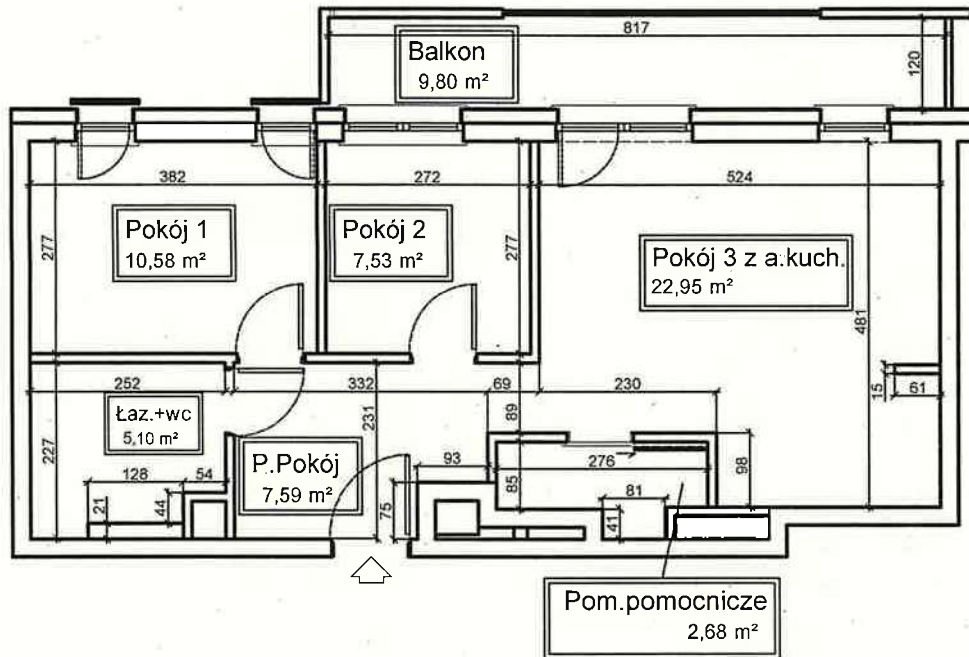 817
Balkon
9,80 m²
120
382
272
524
Pokój 1
10,58 m²
277
Pokój 2
7,53 m²
277
Pokój 3 z a.kuch.
22,95 m²
481
252
332
69
230
15
61
Łaz.+wc
5,10 m²
227
231
89
P.Pokój
7,59 m²
93
276
98
128
54
85
81
21
44
75
41
Pom.pomocnicze
2,68 m²